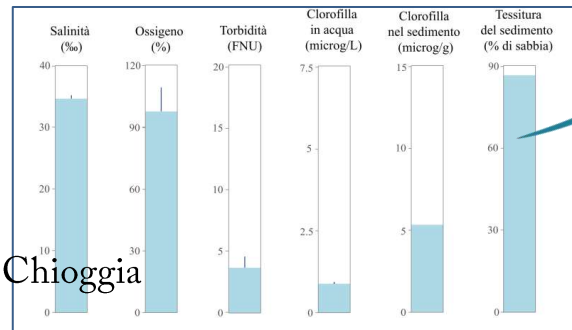 Salinità
(‰)
40
30
20
10
0
Ossigeno
(%)
120
90
60
30
0
Torbidità
(FNU)
20
15
10
5
0
Clorofilla
in acqua
(microg/L)
7.5
5
2.5
0
Clorofilla
nel sedimento
(microg/g)
15
10
5
0
Tessitura
del sedimento
(% di sabbia)
90
60
30
0
Chioggia